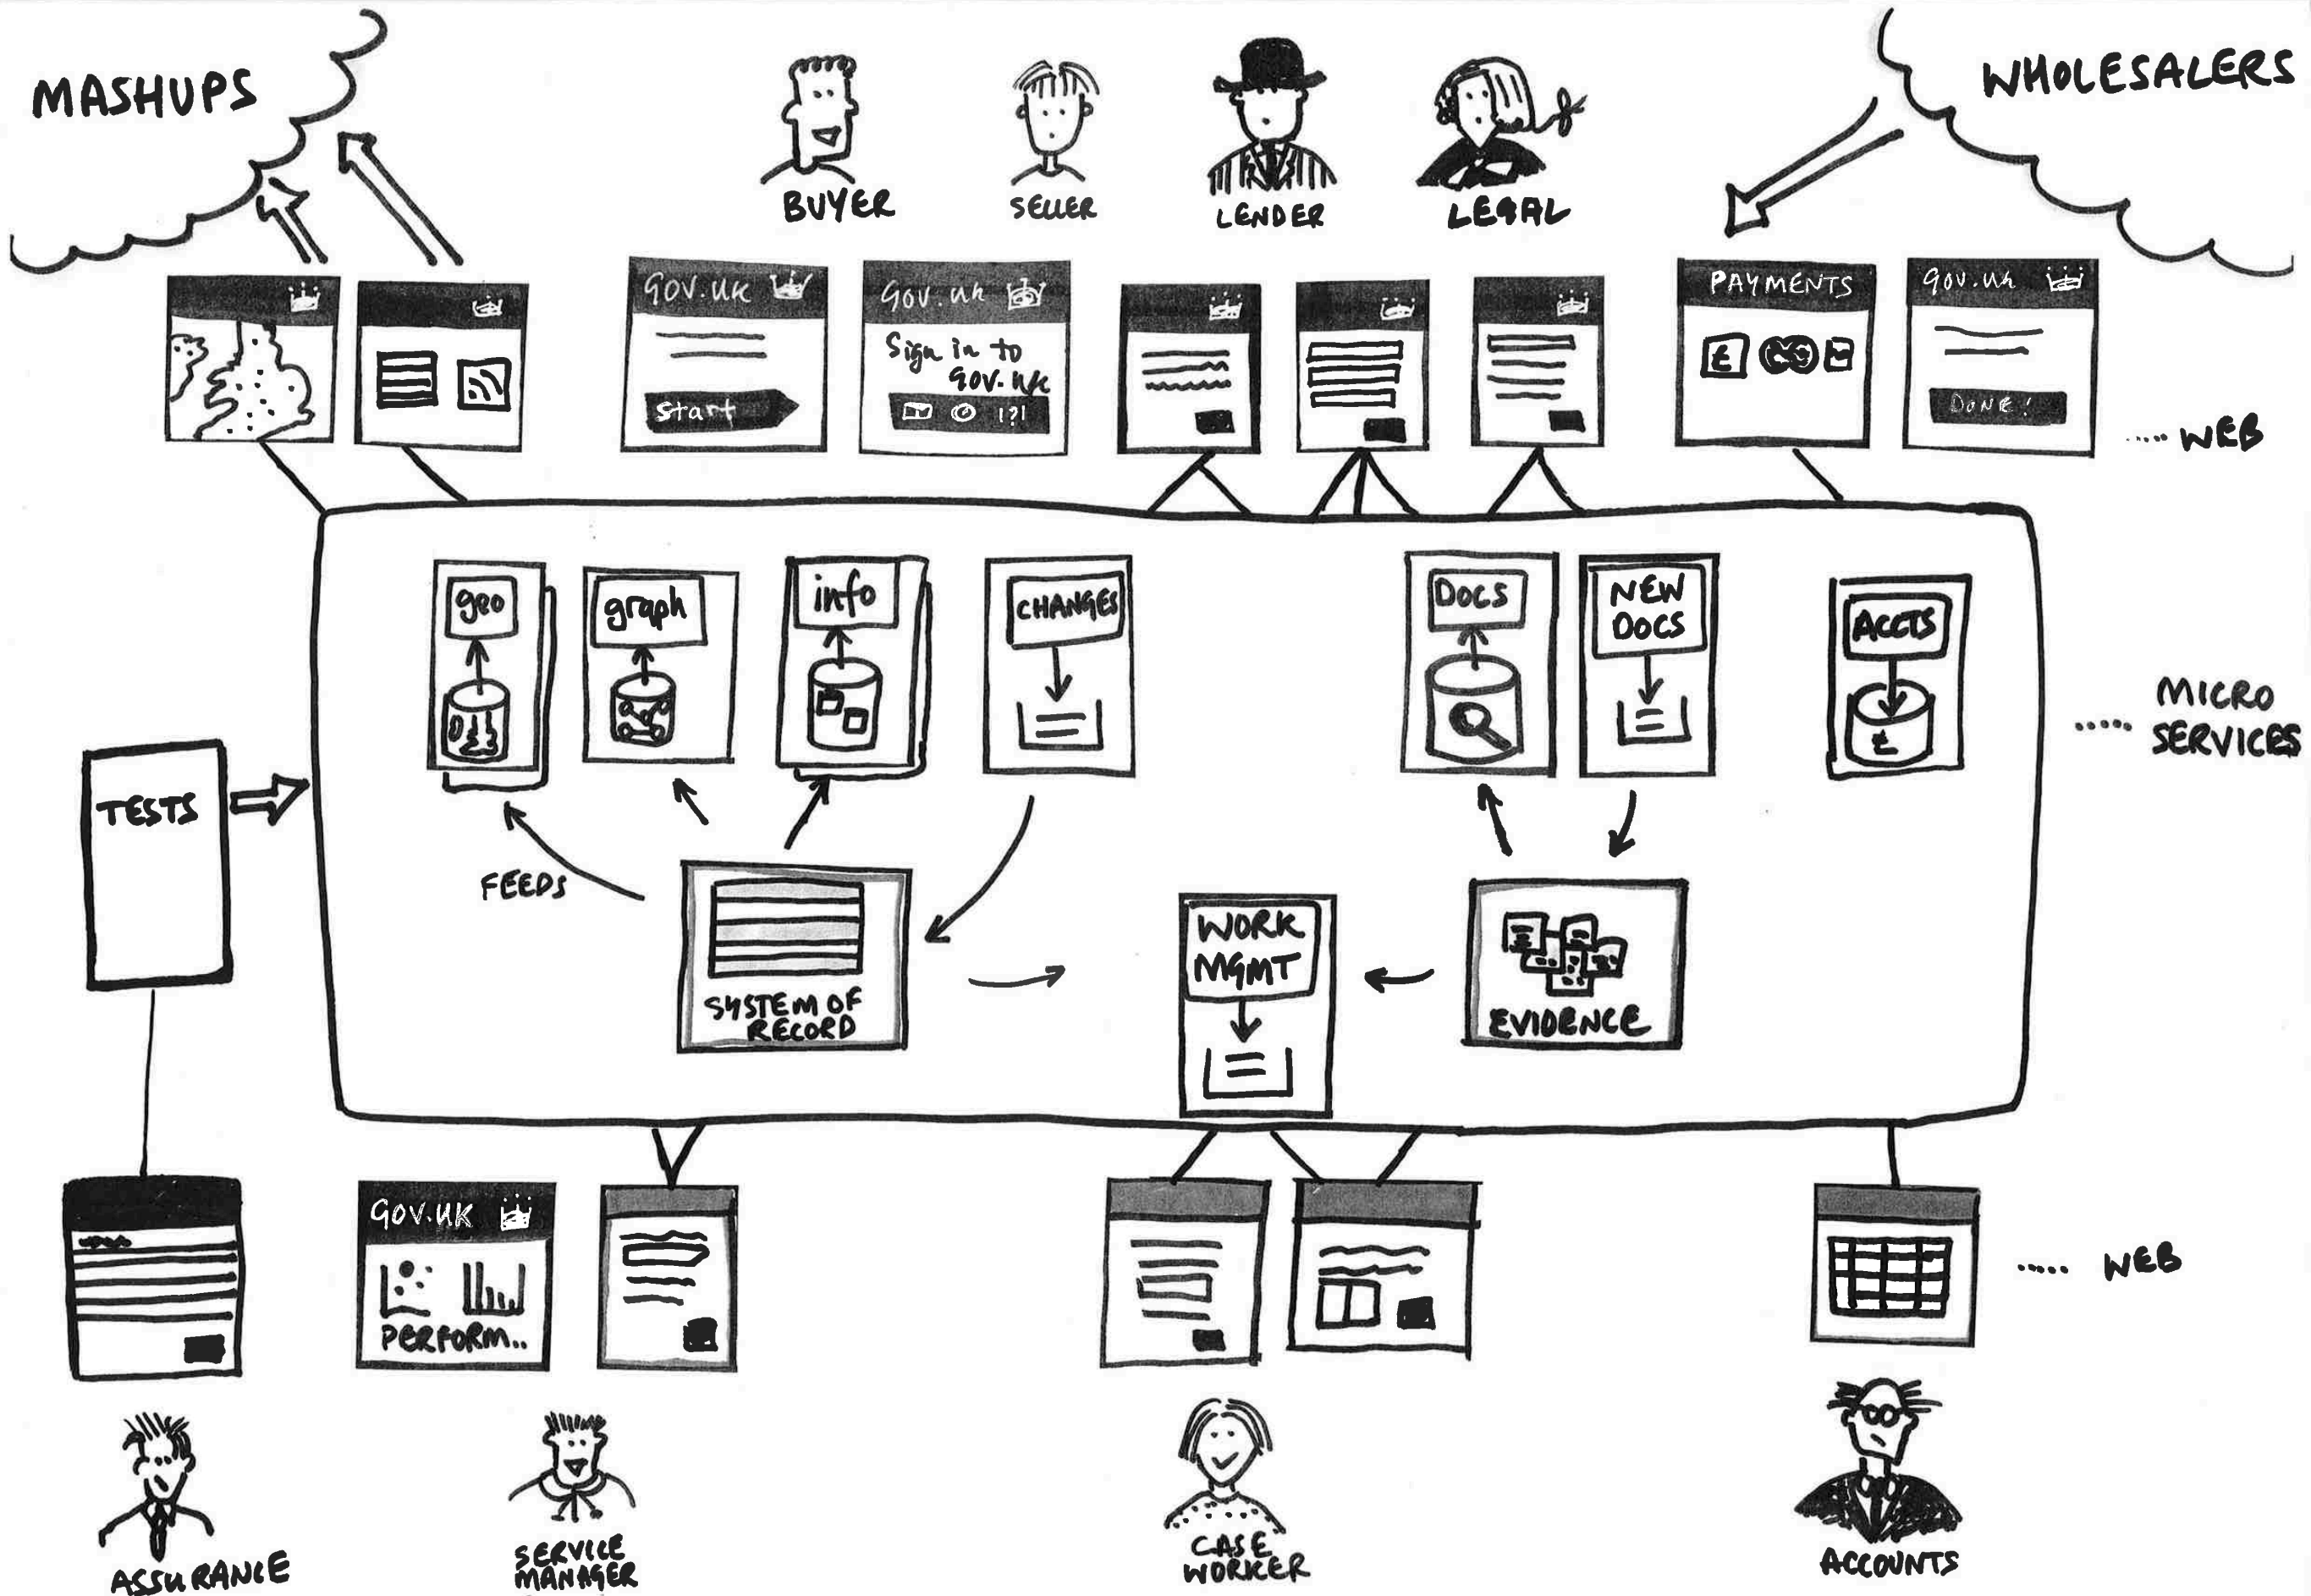 MASHUPS
WHOLESALERS
BUYER
SELLER
LENDER
LEGAL
GOV.UK
Start
GOV.UK
Sign in to
GOV.UK
1?!
PAYMENTS
£
GOV.UK
DONE!
..... WEB
geo
graph
info
CHANGES
DOCS
NEW
DOCS
ACCTS
£
..... MICRO
SERVICES
TESTS
FEEDS
SYSTEM OF
RECORD
WORK
MGMT
EVIDENCE
GOV.UK
PERFORM..
..... WEB
ASSURANCE
SERVICE
MANAGER
CASE
WORKER
ACCOUNTS